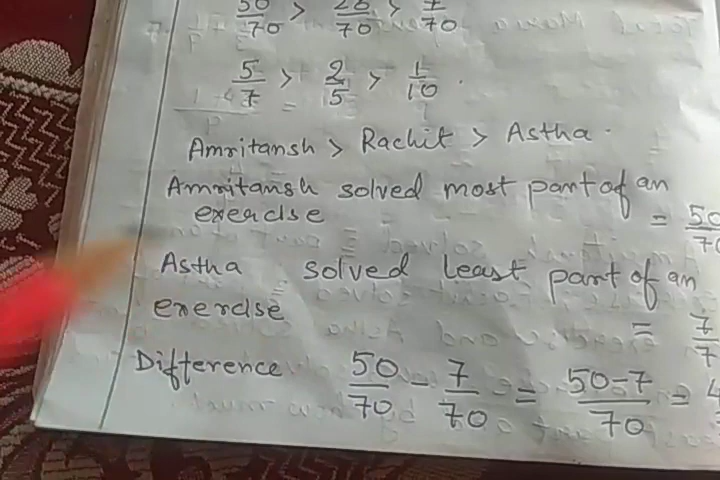 50/70 > 28/70 > 7/70
5/7 > 2/5 > 1/10 .
Amritansh > Rachit > Astha .
Amritansh solved most part of an
exercise = 50/70
Astha solved least part of an
exercise = 7/7
Difference 50/70 - 7/70 = 50-7/70 = 4